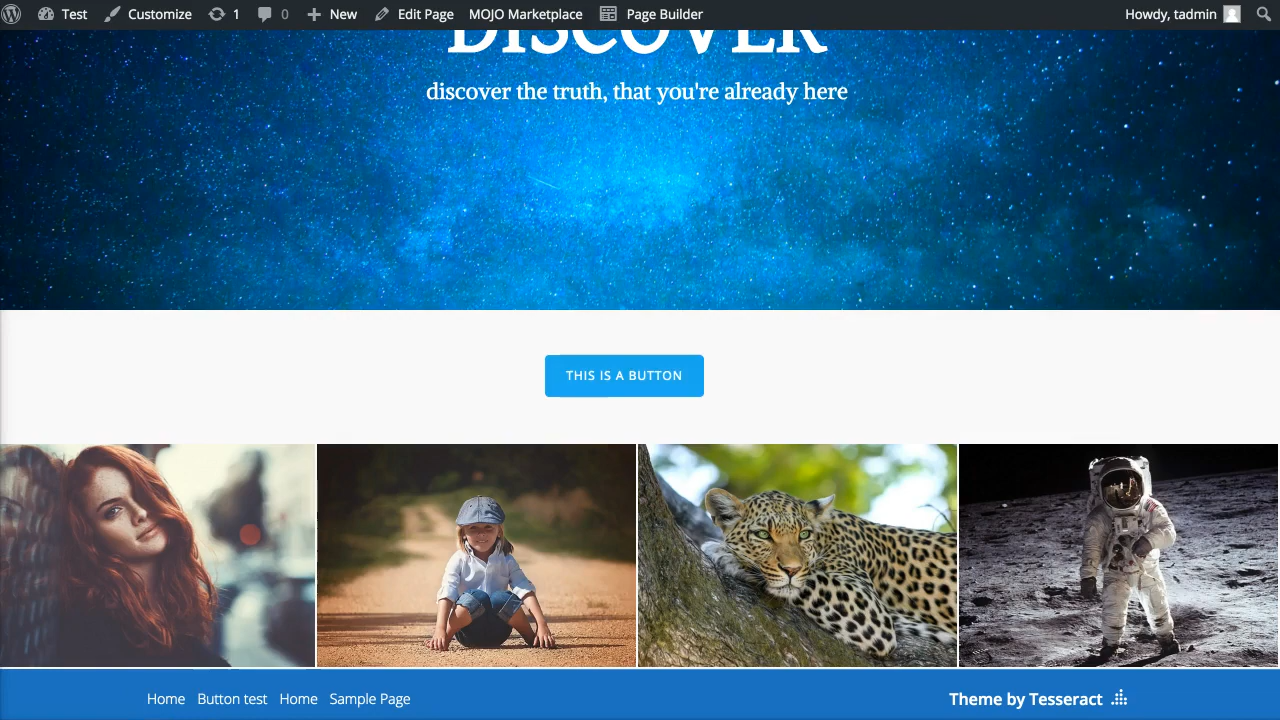 Test Customize 1 0 New Edit Page MOJO Marketplace Page Builder Howdy, tadmin
DISCOVER
discover the truth, that you're already here
THIS IS A BUTTON
Home Button test Home Sample Page Theme by Tesseract